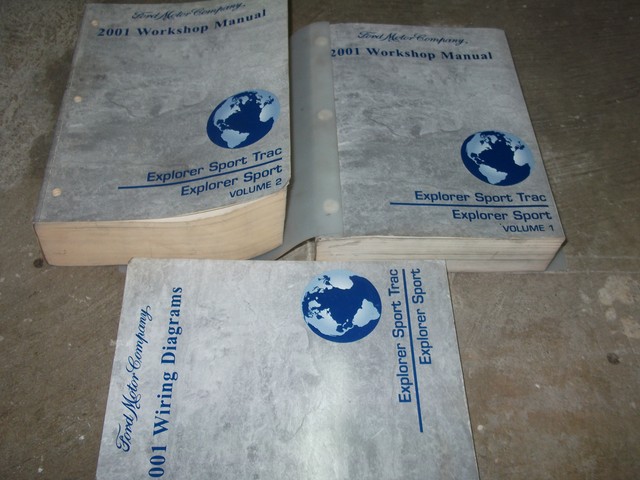 Ford Motor Company,
2001 Workshop Manual
Explorer Sport Trac
Explorer Sport
VOLUME 2
Ford Motor Company,
2001 Workshop Manual
Explorer Sport Trac
Explorer Sport
VOLUME 1
Ford Motor Company,
001 Wiring Diagrams
Explorer Sport Trac
Explorer Sport